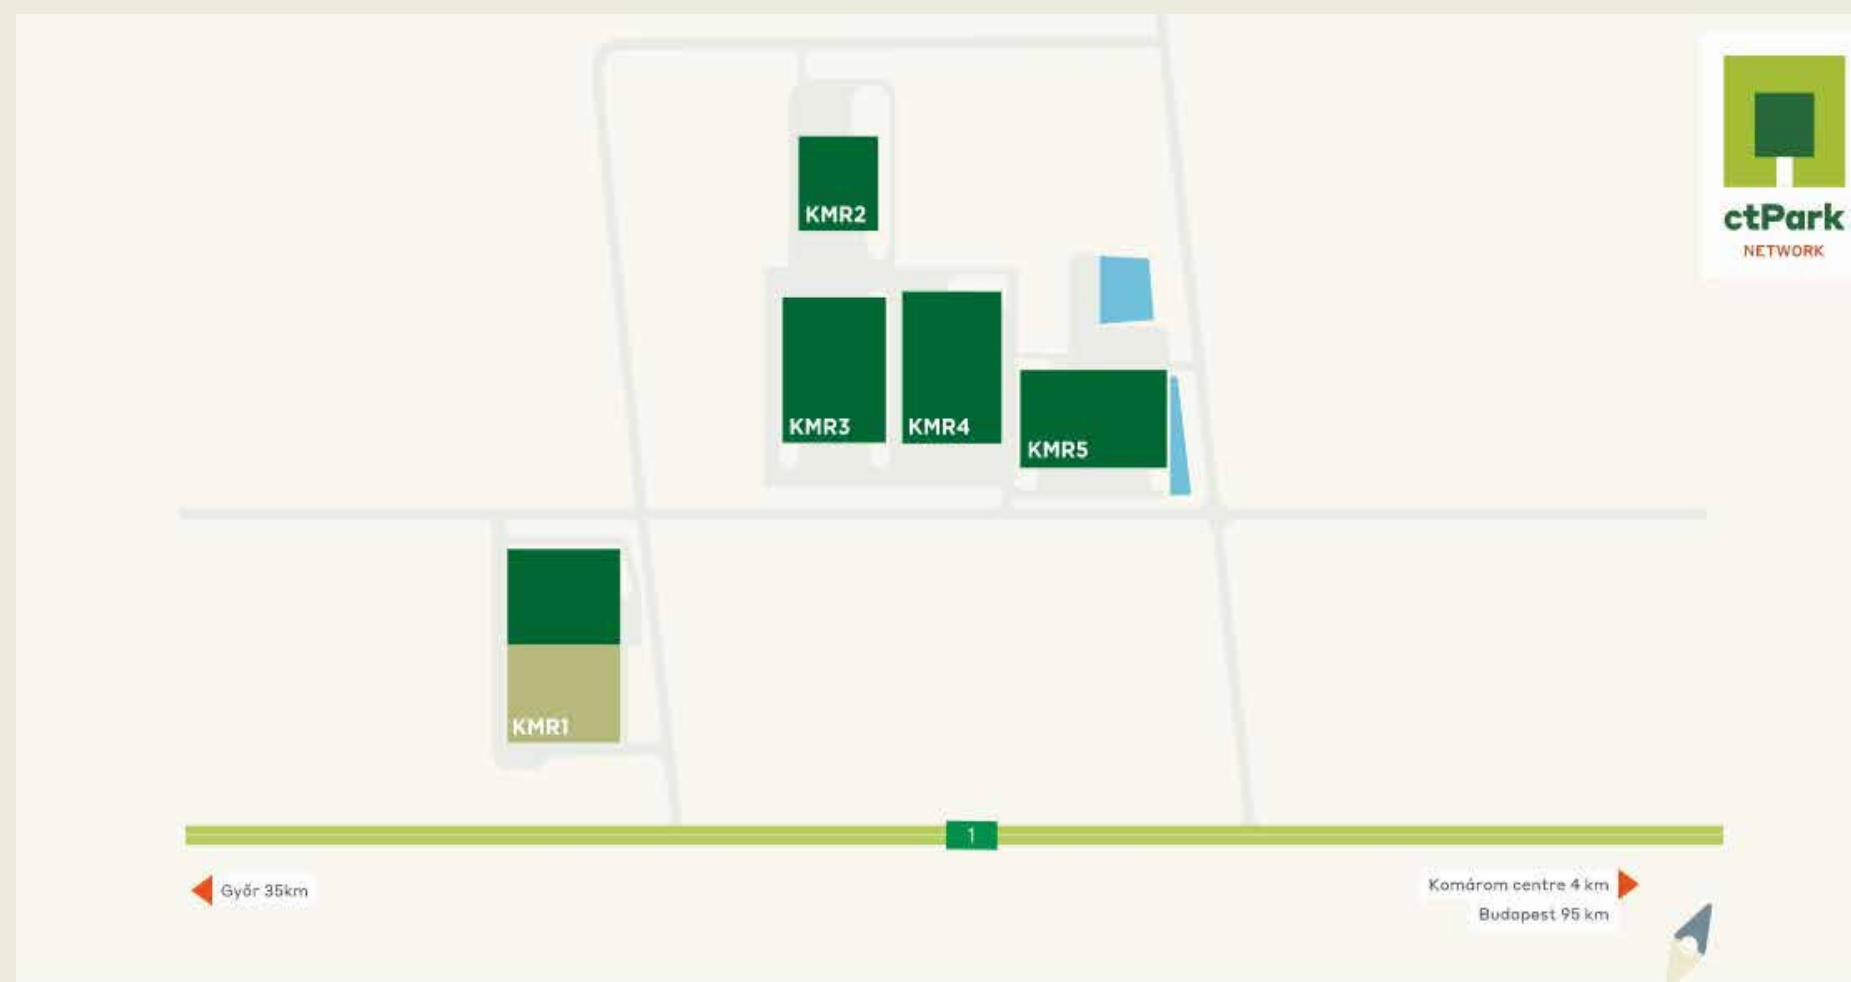 ctPark
NETWORK
KMR2
KMR3
KMR4
KMR5
KMR1
1
Győr 35km
Komárom centre 4 km
Budapest 95 km